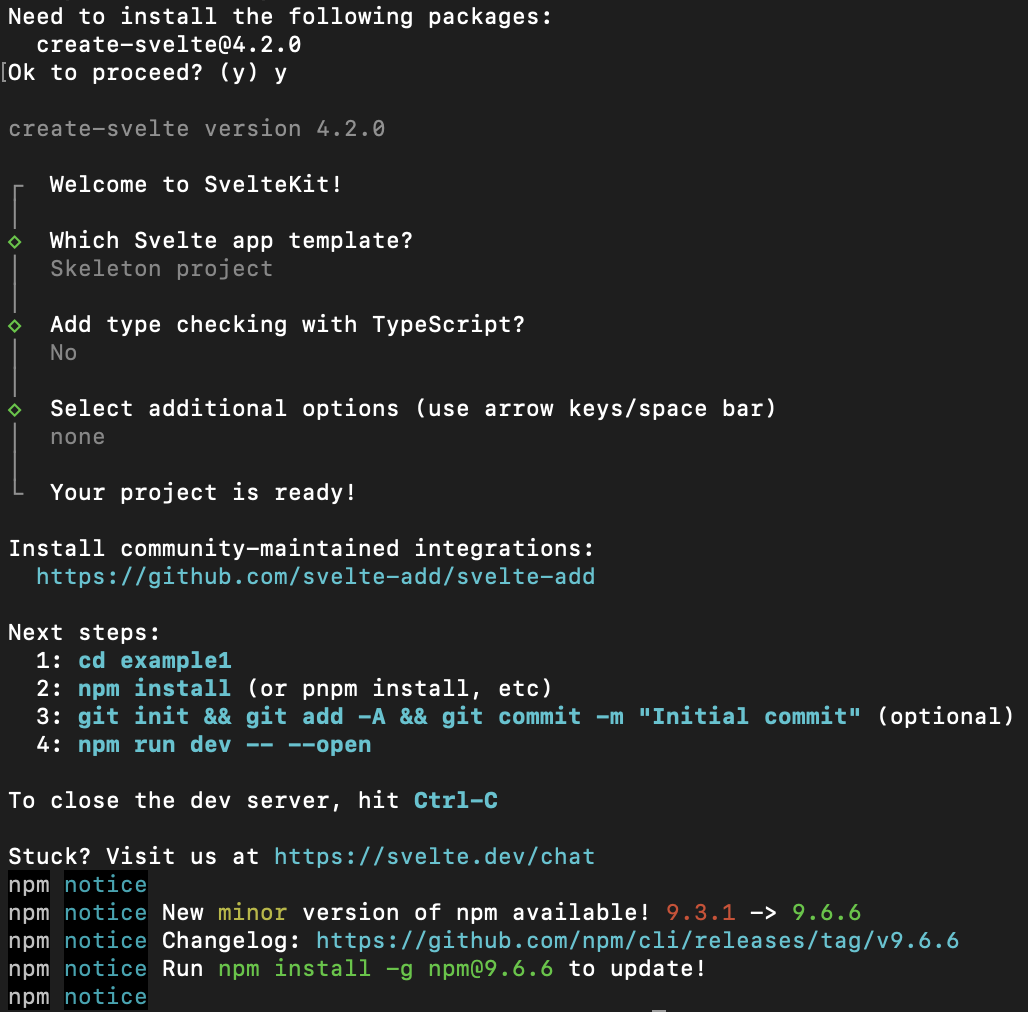 Need to install the following packages:
  create-svelte@4.2.0
Ok to proceed? (y) y
create-svelte version 4.2.0
Welcome to SvelteKit!
Which Svelte app template?
Skeleton project
Add type checking with TypeScript?
No
Select additional options (use arrow keys/space bar)
none
Your project is ready!
Install community-maintained integrations:
  https://github.com/svelte-add/svelte-add
Next steps:
  1: cd example1
  2: npm install (or pnpm install, etc)
  3: git init && git add -A && git commit -m "Initial commit" (optional)
  4: npm run dev -- --open
To close the dev server, hit Ctrl-C
Stuck? Visit us at https://svelte.dev/chat
npm notice
npm notice New minor version of npm available! 9.3.1 -> 9.6.6
npm notice Changelog: https://github.com/npm/cli/releases/tag/v9.6.6
npm notice Run npm install -g npm@9.6.6 to update!
npm notice